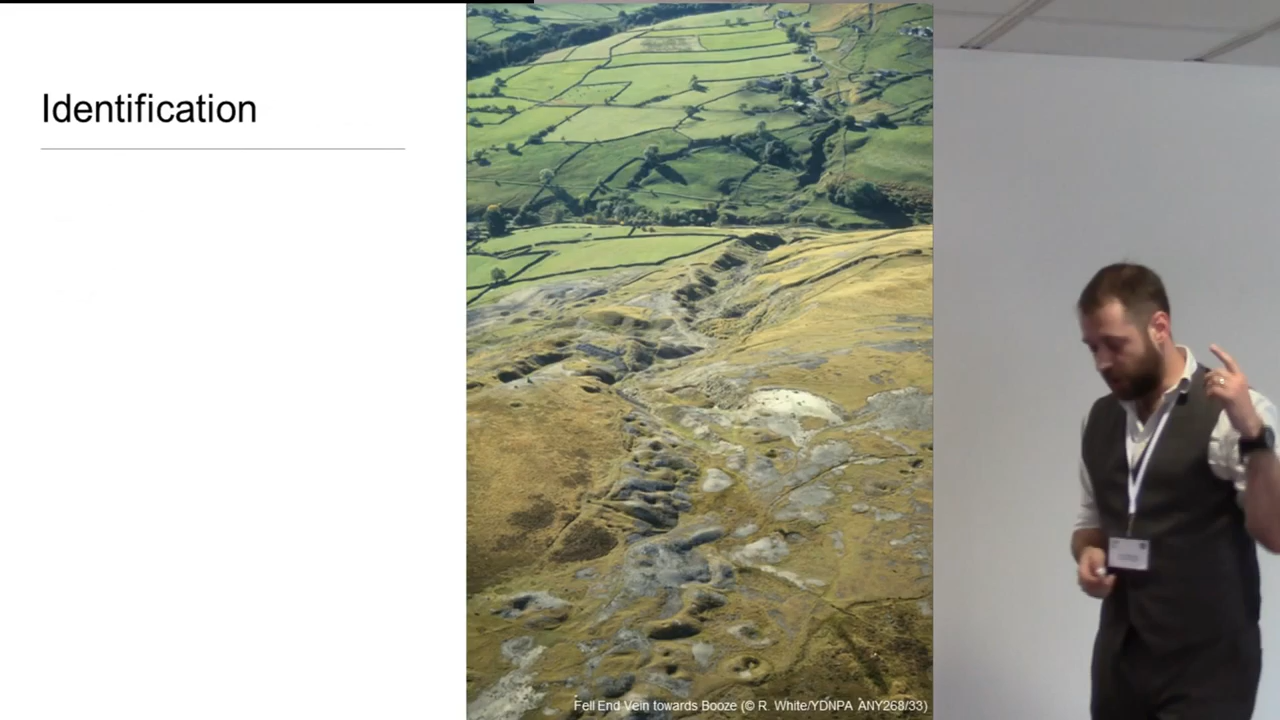 Identification
Fell End Vein towards Booze (© R. White/YDNPA ANY268/33)